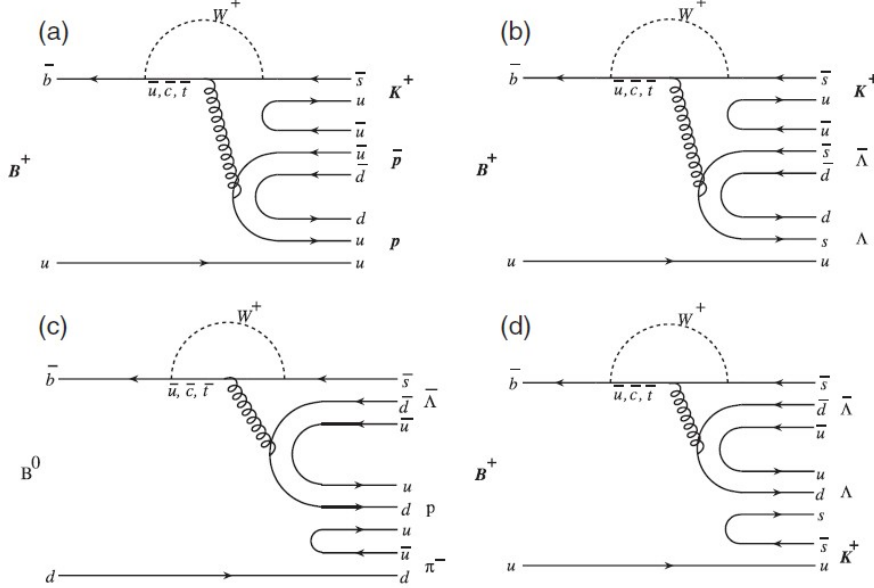 (a)
W⁺
b̄
ū, c̄, t̄
s̄
u K⁺
ū
ū p̄
d̄
B⁺
d
u p
u u
(b)
W⁺
b̄
ū, c̄, t̄
s̄
u K⁺
ū
s̄ Λ̄
d̄
B⁺
d
s Λ
u u
(c)
W⁺
b̄
ū, c̄, t̄
s̄
d̄ Λ̄
ū
B⁰
u
d p
u
ū π⁻
d d
(d)
W⁺
b̄
ū, c̄, t̄
s̄
d̄ Λ̄
ū
B⁺
u
d Λ
s
s̄ K⁺
u u